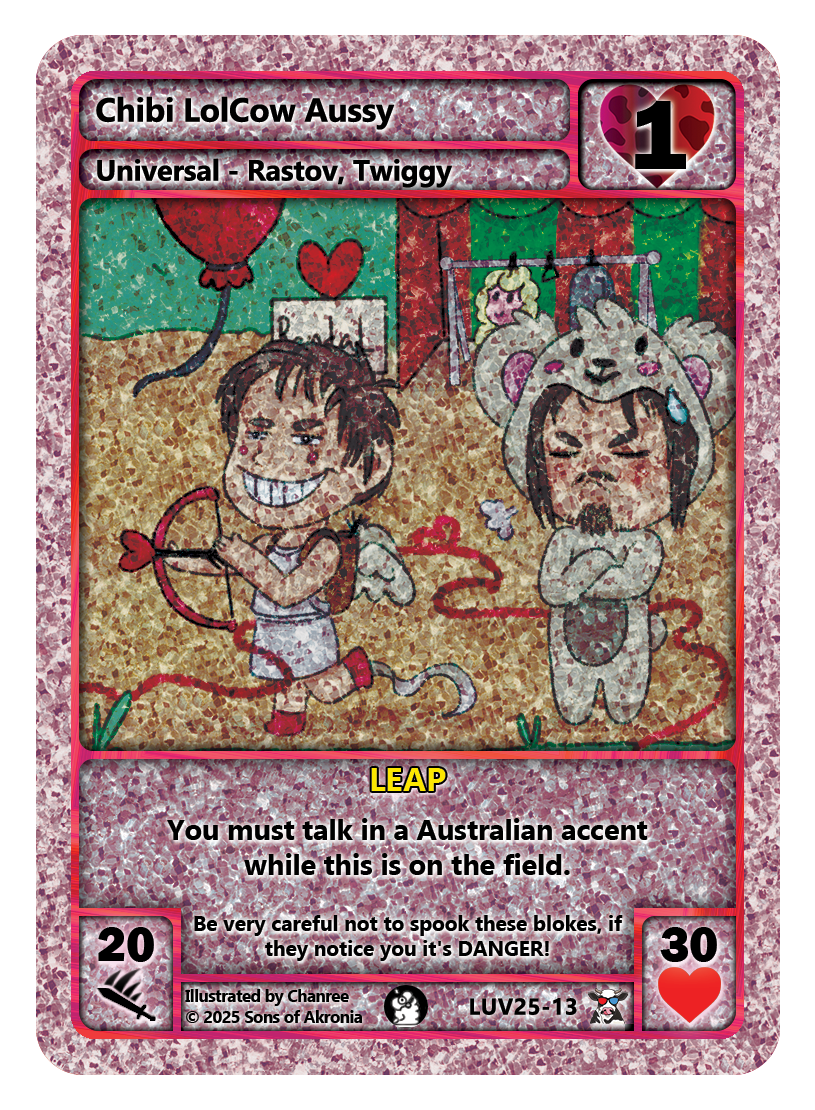 Chibi LolCow Aussy
1
Universal - Rastov, Twiggy
LEAP
You must talk in a Australian accent
while this is on the field.
Be very careful not to spook these blokes, if
they notice you it's DANGER!
20
30
Illustrated by Chanree
© 2025 Sons of Akronia
LUV25-13